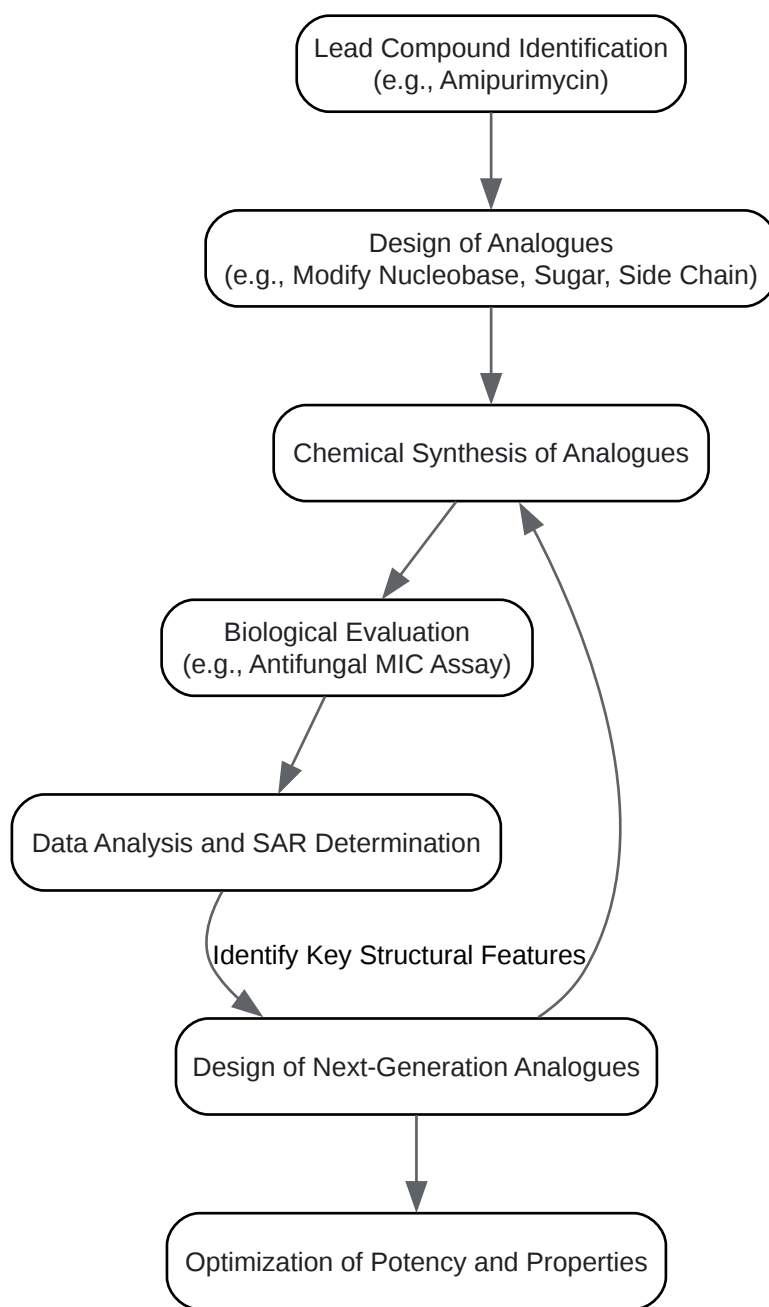 Lead Compound Identification
(e.g., Amipurimycin)
Design of Analogues
(e.g., Modify Nucleobase, Sugar, Side Chain)
Chemical Synthesis of Analogues
Biological Evaluation
(e.g., Antifungal MIC Assay)
Data Analysis and SAR Determination
Identify Key Structural Features
Design of Next-Generation Analogues
Optimization of Potency and Properties